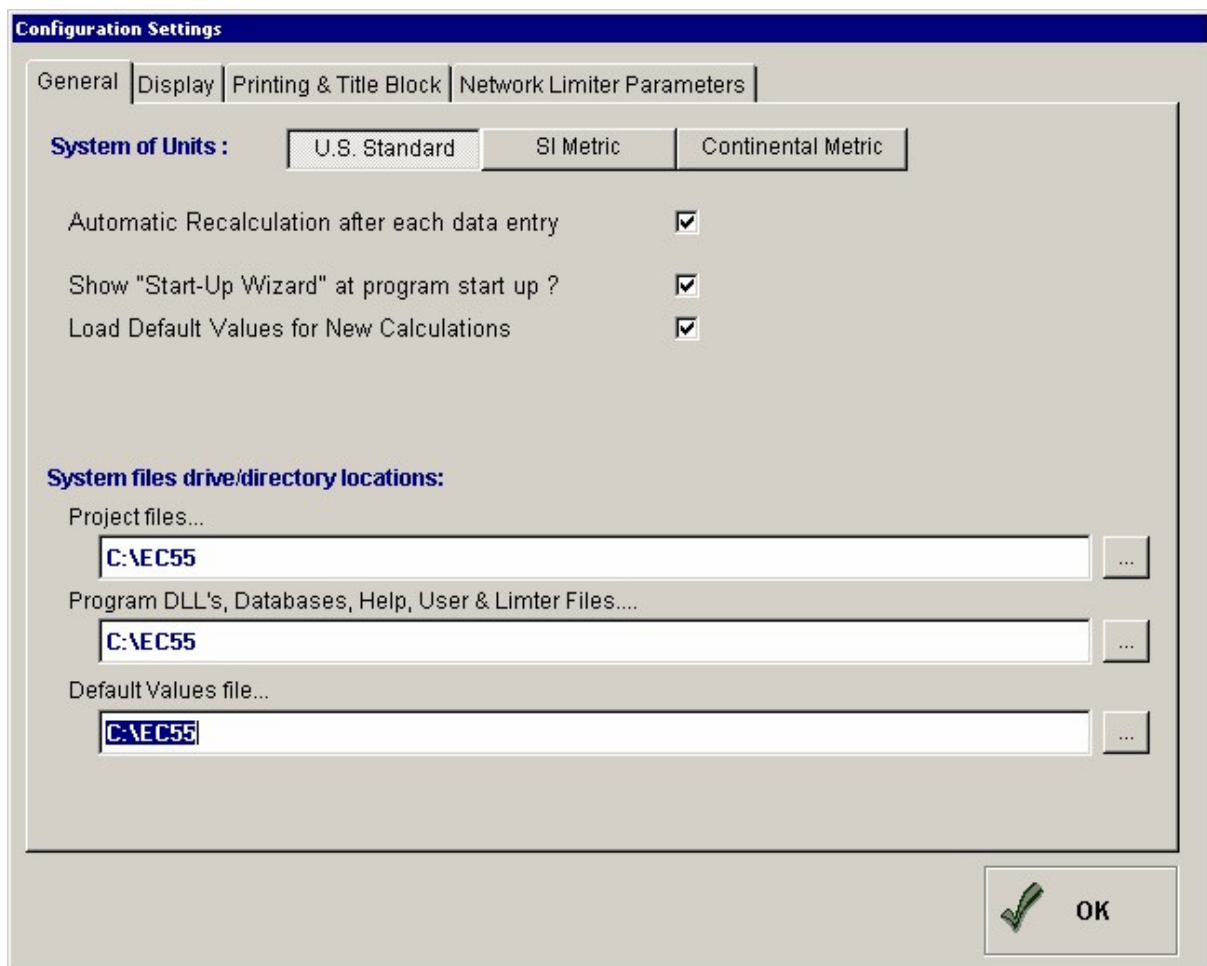 Configuration Settings
General Display Printing & Title Block Network Limiter Parameters
System of Units : U.S. Standard SI Metric Continental Metric
Automatic Recalculation after each data entry
Show "Start-Up Wizard" at program start up ?
Load Default Values for New Calculations
System files drive/directory locations:
Project files...
C:\EC55 ...
Program DLL's, Databases, Help, User & Limter Files....
C:\EC55 ...
Default Values file...
C:\EC55 ...
OK